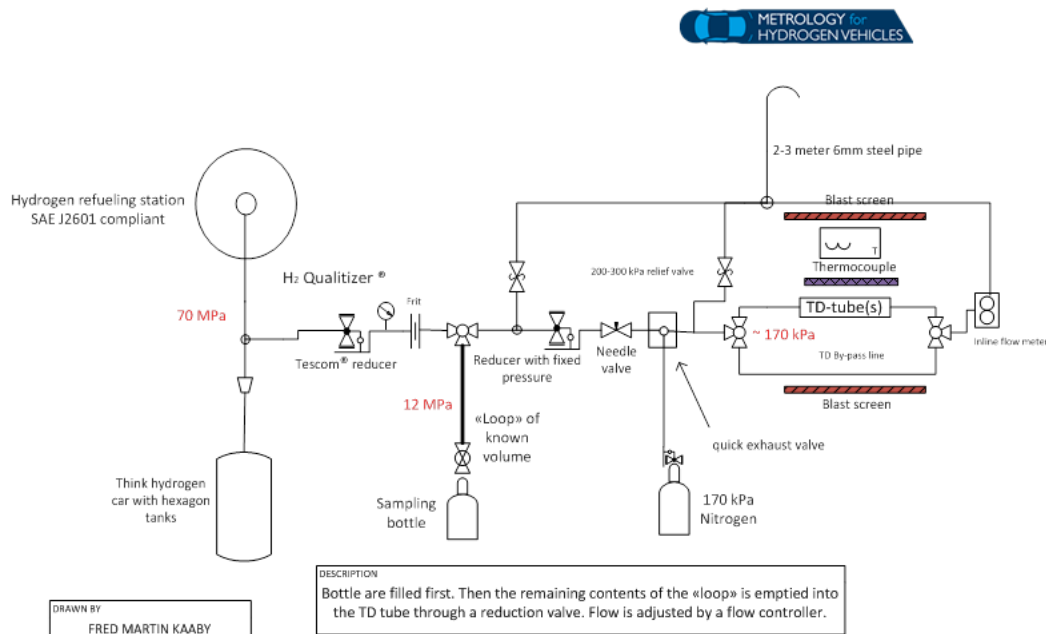 METROLOGY for
HYDROGEN VEHICLES
2-3 meter 6mm steel pipe
Hydrogen refueling station
SAE J2601 compliant
Blast screen
T
Thermocouple
200-300 kPa relief valve
H2 Qualitizer ®
70 MPa
Frit
TD-tube(s)
~ 170 kPa
Inline flow meter
Tescom® reducer
Reducer with fixed
pressure
Needle
valve
TD By-pass line
12 MPa
«Loop» of
known
volume
Blast screen
quick exhaust valve
Think hydrogen
car with hexagon
tanks
Sampling
bottle
170 kPa
Nitrogen
DESCRIPTION
Bottle are filled first. Then the remaining contents of the «loop» is emptied into
the TD tube through a reduction valve. Flow is adjusted by a flow controller.
DRAWN BY
FRED MARTIN KAABY